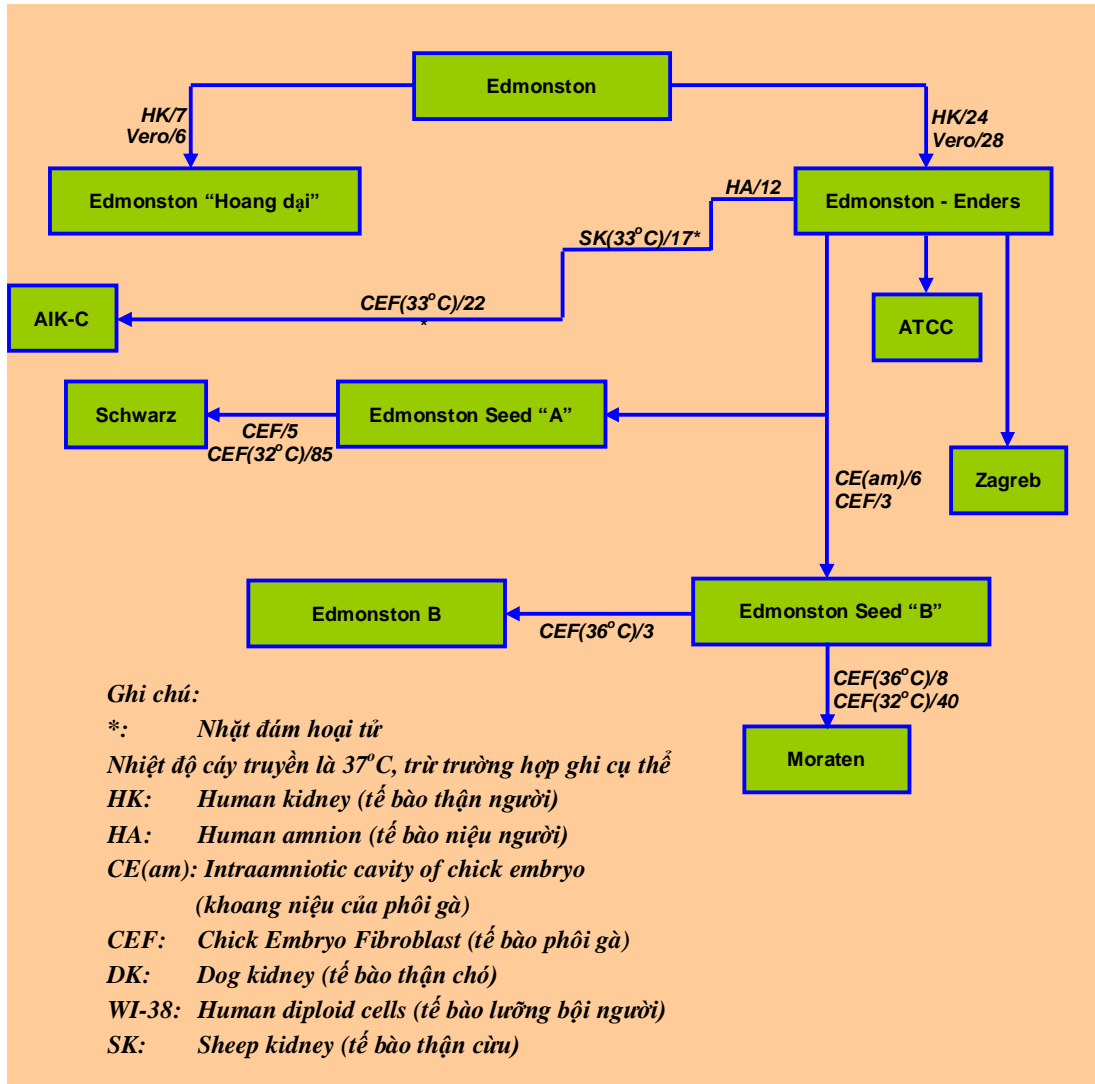 Edmonston
HK/7
Vero/6
HK/24
Vero/28
Edmonston “Hoang dại”
HA/12
Edmonston - Enders
SK(33°C)/17*
AIK-C
CEF(33°C)/22
*
ATCC
Schwarz
Edmonston Seed “A”
CEF/5
CEF(32°C)/85
CE(am)/6
CEF/3
Zagreb
Edmonston B
CEF(36°C)/3
Edmonston Seed “B”
CEF(36°C)/8
CEF(32°C)/40
Moraten
Ghi chú:
*: Nhặt đám hoại tử
Nhiệt độ cấy truyền là 37°C, trừ trường hợp ghi cụ thể
HK: Human kidney (tế bào thận người)
HA: Human amnion (tế bào niệu người)
CE(am): Intraamniotic cavity of chick embryo
(khoang niệu của phôi gà)
CEF: Chick Embryo Fibroblast (tế bào phôi gà)
DK: Dog kidney (tế bào thận chó)
WI-38: Human diploid cells (tế bào lưỡng bội người)
SK: Sheep kidney (tế bào thận cừu)